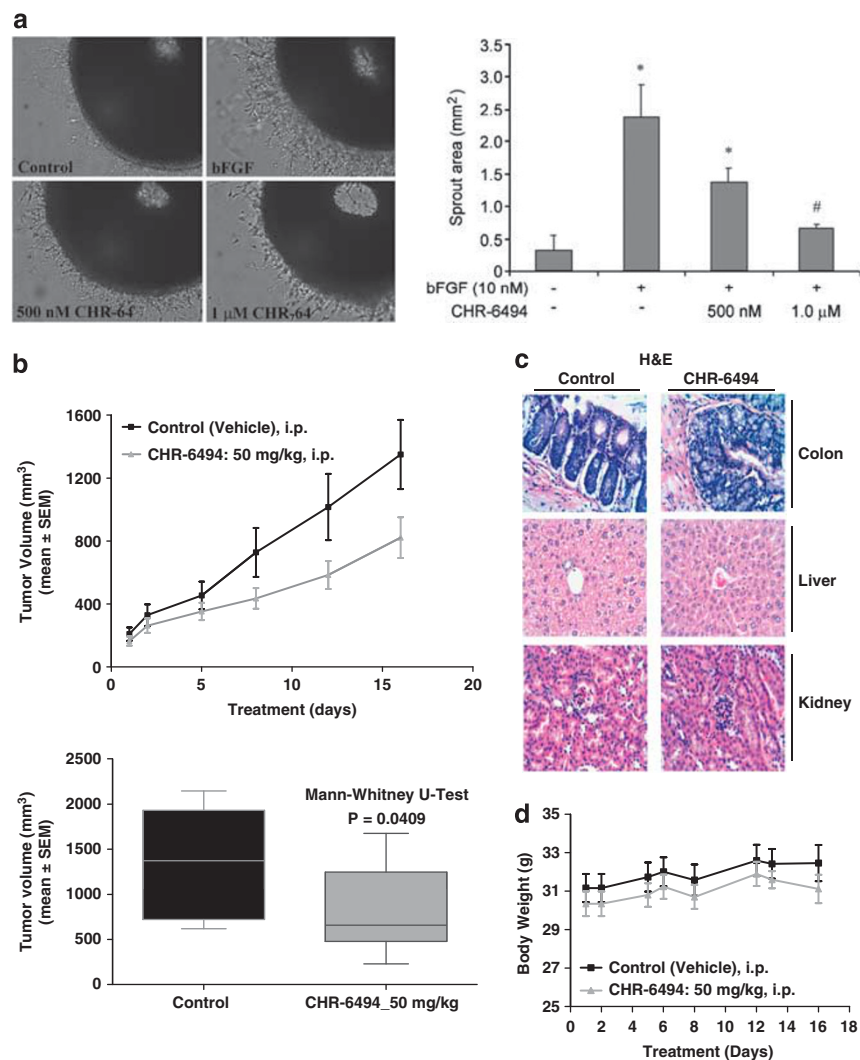 a
Control
bFGF
500 nM CHR-64
1 µM CHR-64
Sprout area (mm²)
3.5
3.0
2.5
2.0
1.5
1.0
0.5
0
*
*
#
bFGF (10 nM) - + + +
CHR-6494 - - 500 nM 1.0 µM
b
Tumor Volume (mm³)
(mean ± SEM)
1600
1200
800
400
0
Control (Vehicle), i.p.
CHR-6494: 50 mg/kg, i.p.
0 5 10 15 20
Treatment (days)
Tumor volume (mm³)
(mean ± SEM)
2500
2000
1500
1000
500
0
Mann-Whitney U-Test
P = 0.0409
Control CHR-6494_50 mg/kg
c
H&E
Control CHR-6494
Colon
Liver
Kidney
d
Body Weight (g)
35
33
31
29
27
25
Control (Vehicle), i.p.
CHR-6494: 50 mg/kg, i.p.
0 2 4 6 8 10 12 14 16 18
Treatment (Days)